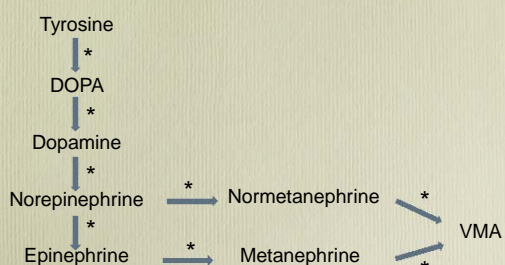 Tyrosine
*
DOPA
*
Dopamine
*
Norepinephrine * Normetanephrine *
*
VMA
Epinephrine * Metanephrine *